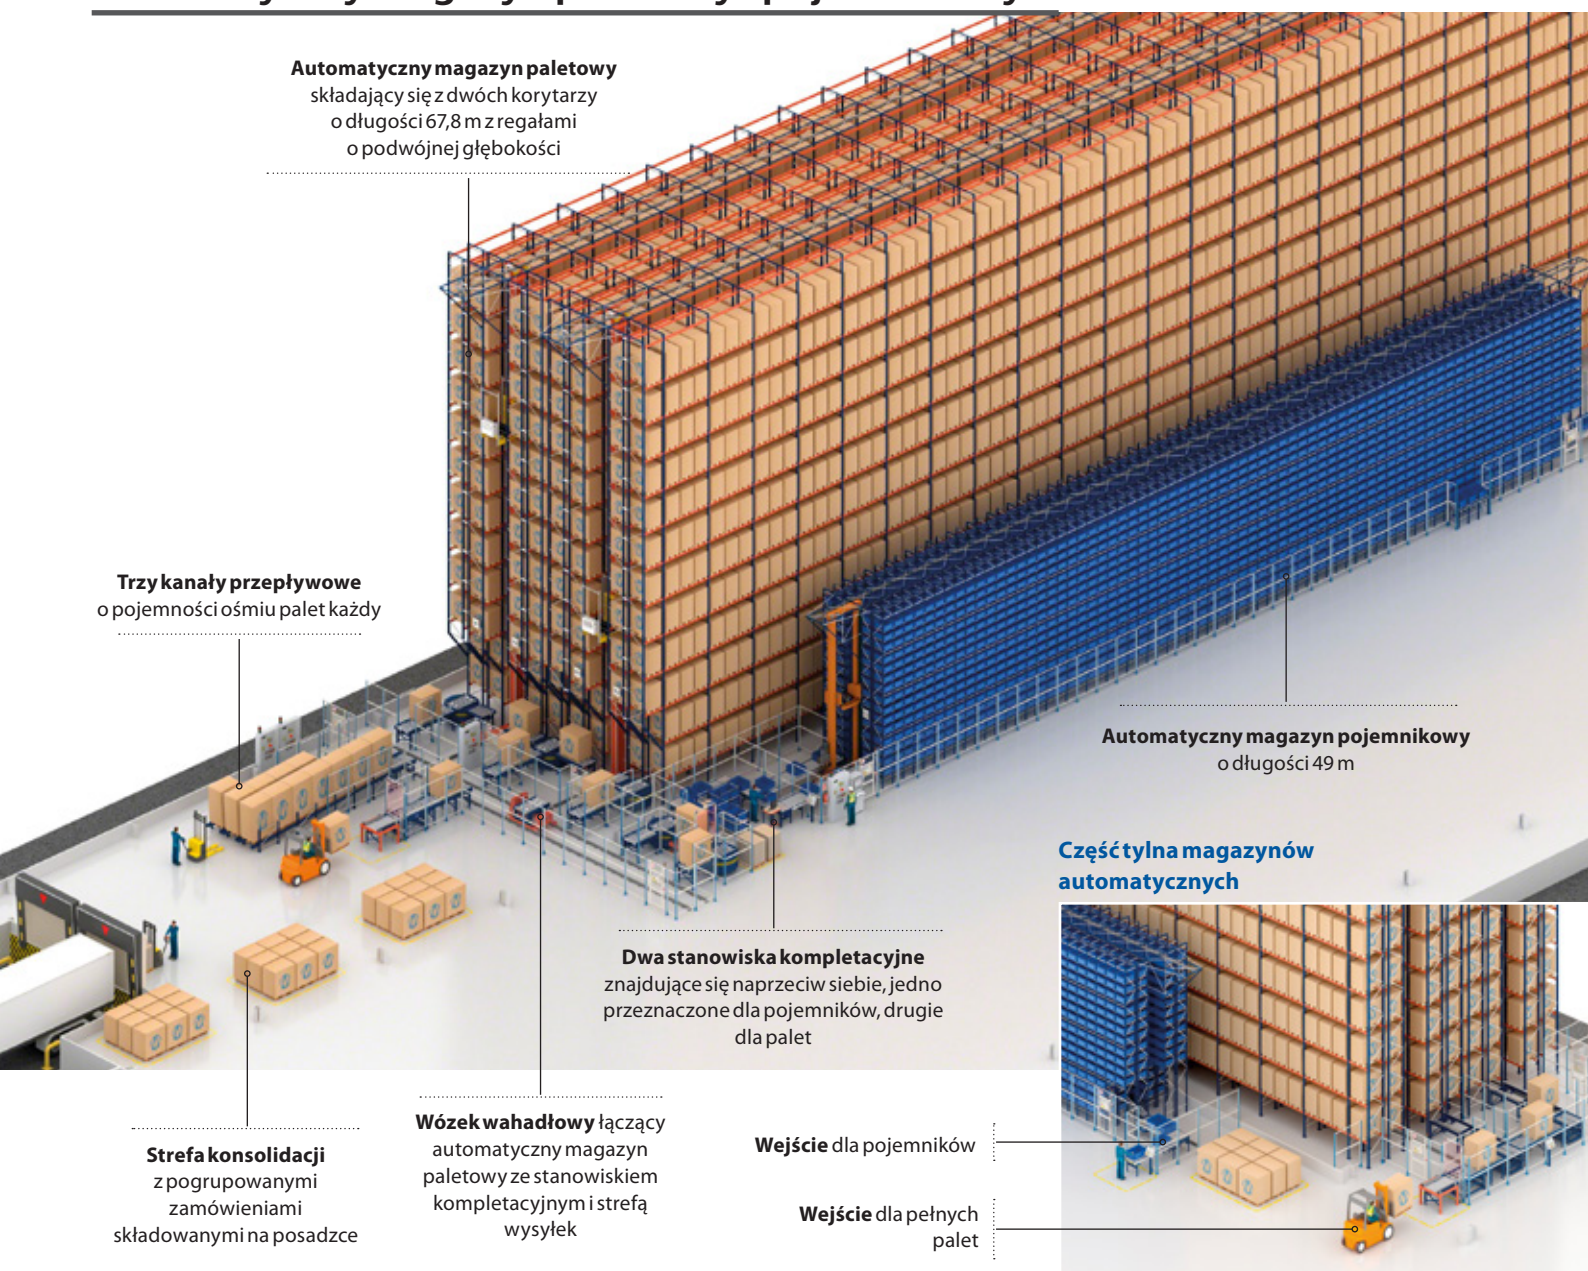 Automatyczny magazyn paletowy
składający się z dwóch korytarzy
o długości 67,8 m z regałami
o podwójnej głębokości
Trzy kanały przepływowe
o pojemności ośmiu palet każdy
Automatyczny magazyn pojemnikowy
o długości 49 m
Część tylna magazynów
automatycznych
Dwa stanowiska kompletacyjne
znajdujące się naprzeciw siebie, jedno
przeznaczone dla pojemników, drugie
dla palet
Strefa konsolidacji
z pogrupowanymi
zamówieniami
składowanymi na posadzce
Wózek wahadłowy łączący
automatyczny magazyn
paletowy ze stanowiskiem
kompletacyjnym i strefą
wysyłek
Wejście dla pojemników
Wejście dla pełnych
palet